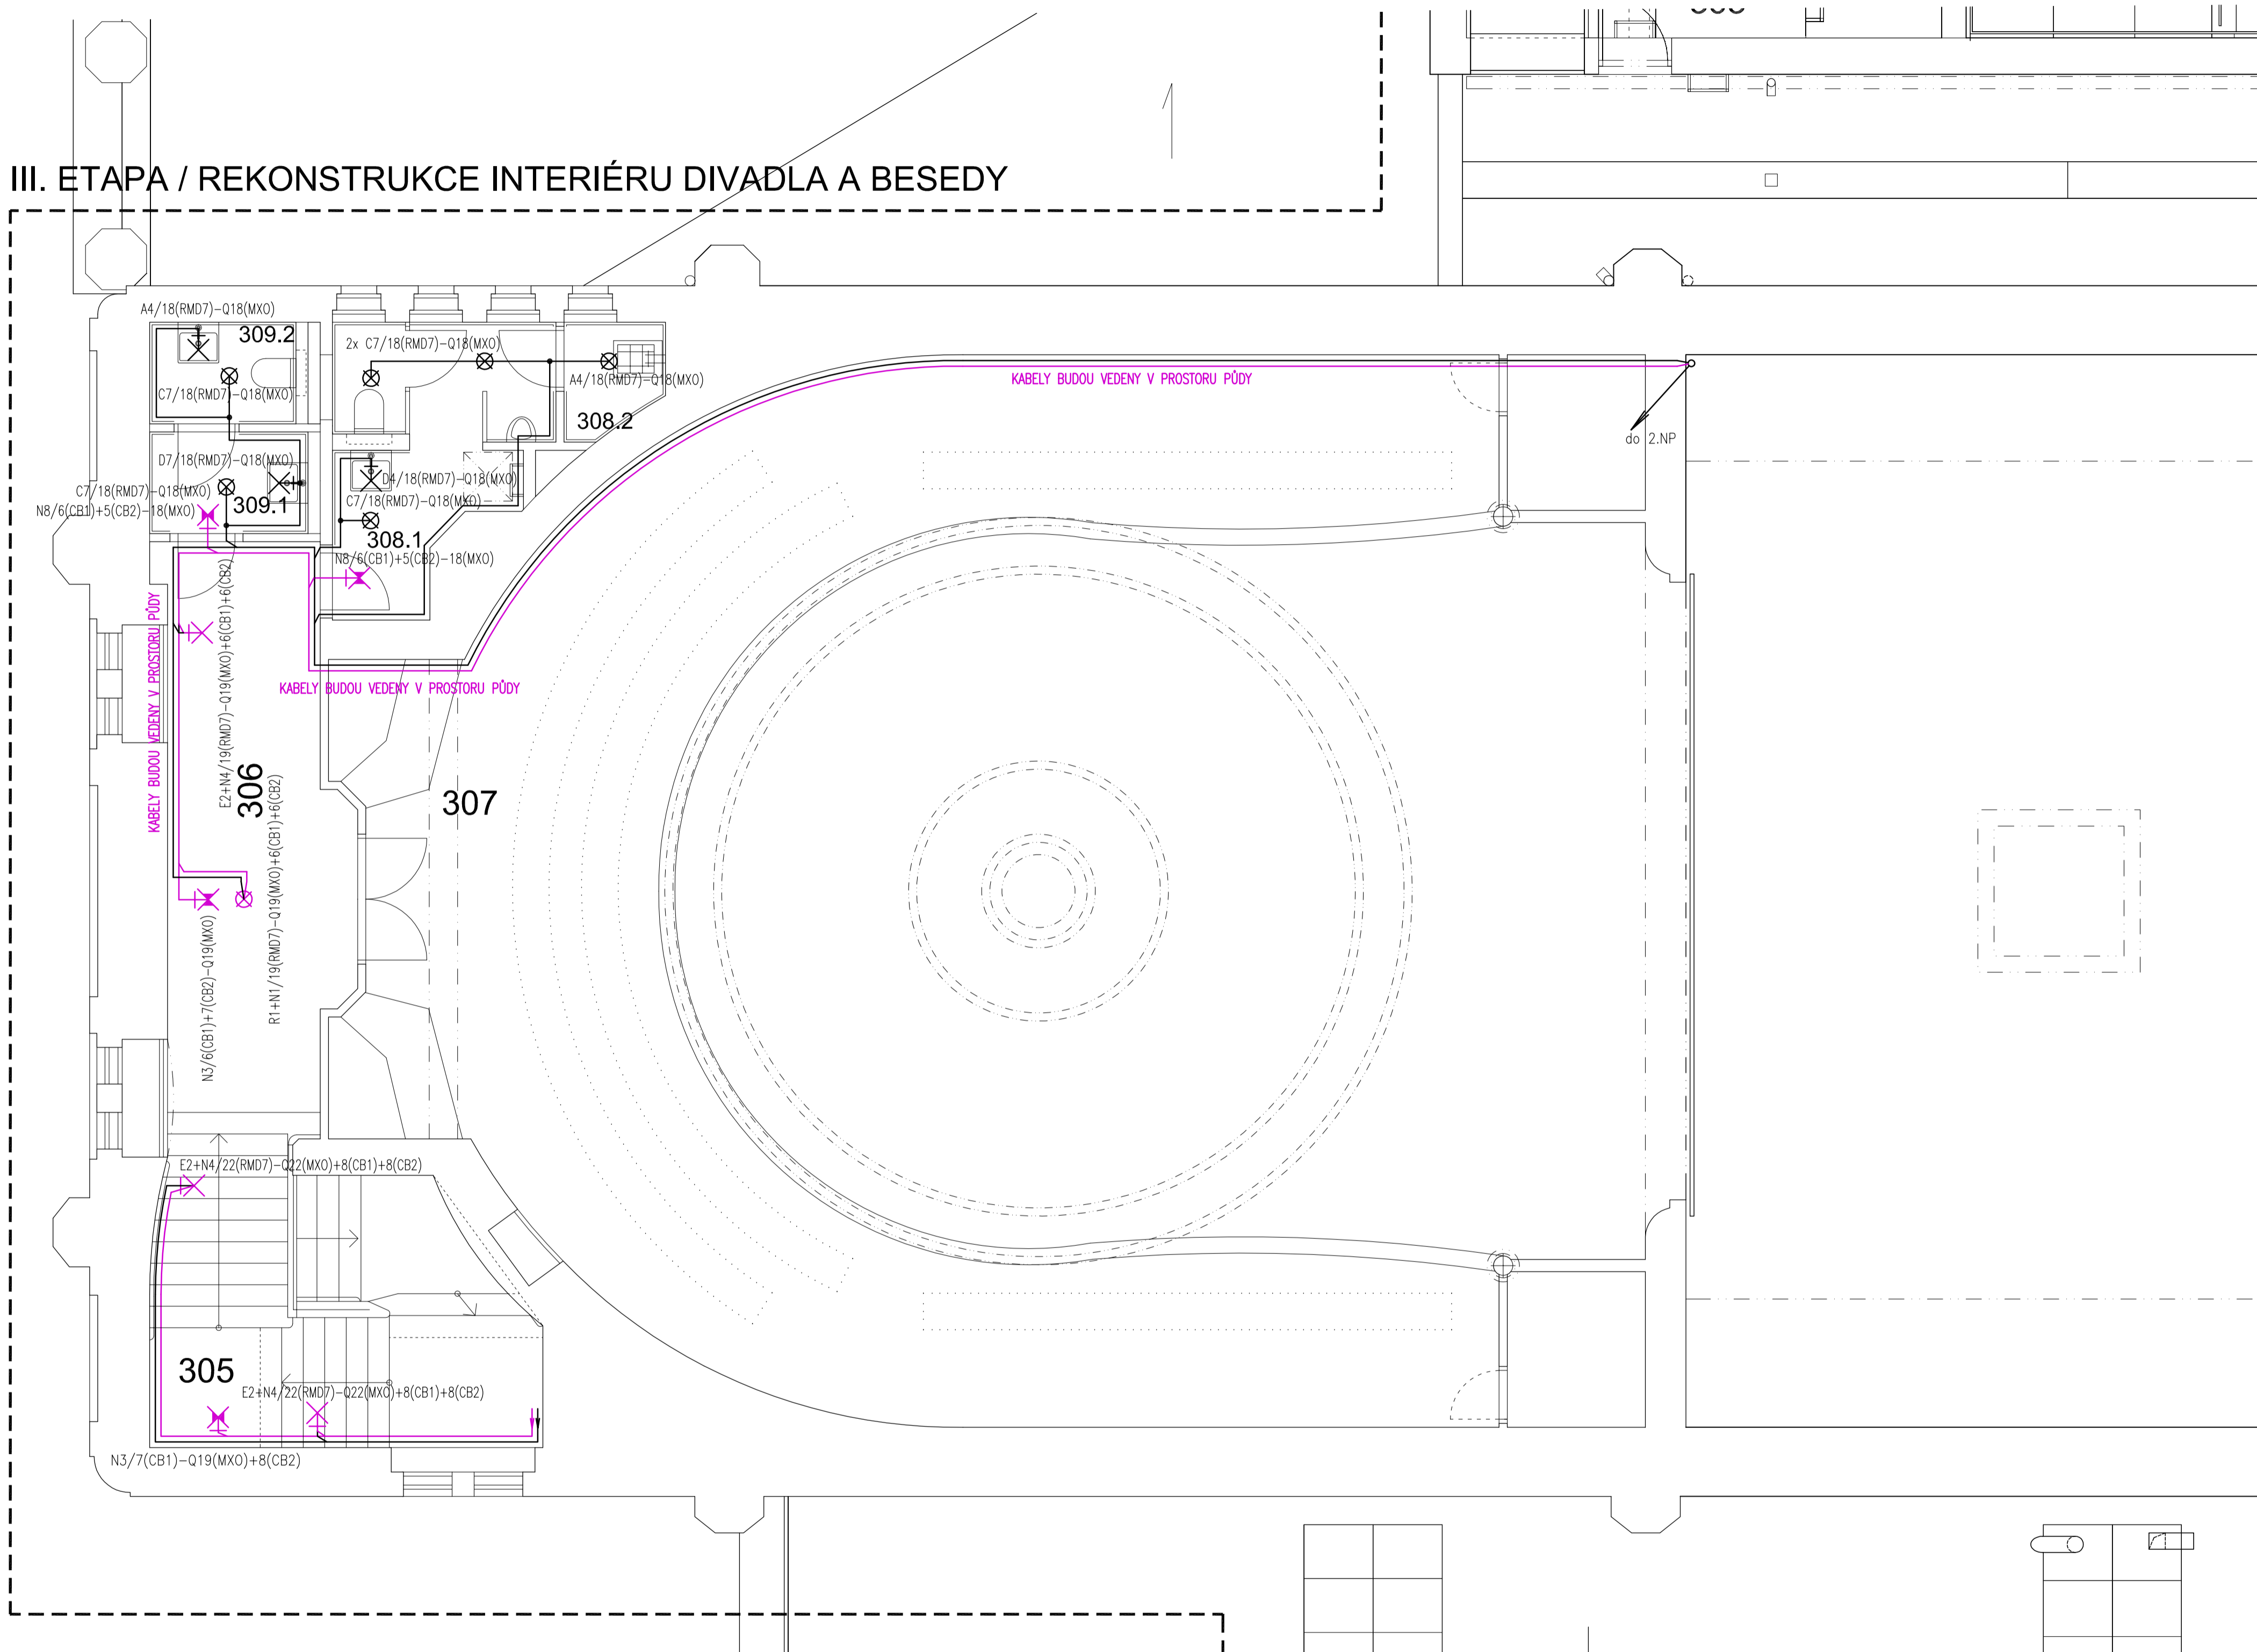 III. ETAPA / REKONSTRUKCE INTERIÉRU DIVADLA A BESEDY
A4/18(RMD7)-Q18(MXO)
309.2
2x C7/18(RMD7)-Q18(MXO)
A4/18(RMD7)-Q18(MXO)
KABELY BUDOU VEDENY V PROSTORU PŮDY
C7/18(RMD7)-Q18(MXO)
308.2
do 2.NP
D7/18(RMD7)-Q18(MXO)
D4/18(RMD7)-Q18(MXO)
C7/18(RMD7)-Q18(MXO)
C7/18(RMD7)-Q18(MXO)
309.1
N8/6(CB1)+5(CB2)-18(MXO)
308.1
N8/6(CB1)+5(CB2)-18(MXO)
KABELY BUDOU VEDENY V PROSTORU PŮDY
E2+N4/19(RMD7)-Q19(MXO)+6(CB1)+6(CB2)
KABELY BUDOU VEDENY V PROSTORU PŮDY
306
307
R1+N1/19(RMD7)-Q19(MXO)+6(CB1)+6(CB2)
N3/6(CB1)+7(CB2)-Q19(MXO)
E2+N4/22(RMD7)-Q22(MXO)+8(CB1)+8(CB2)
305
E2+N4/22(RMD7)-Q22(MXO)+8(CB1)+8(CB2)
N3/7(CB1)-Q19(MXO)+8(CB2)